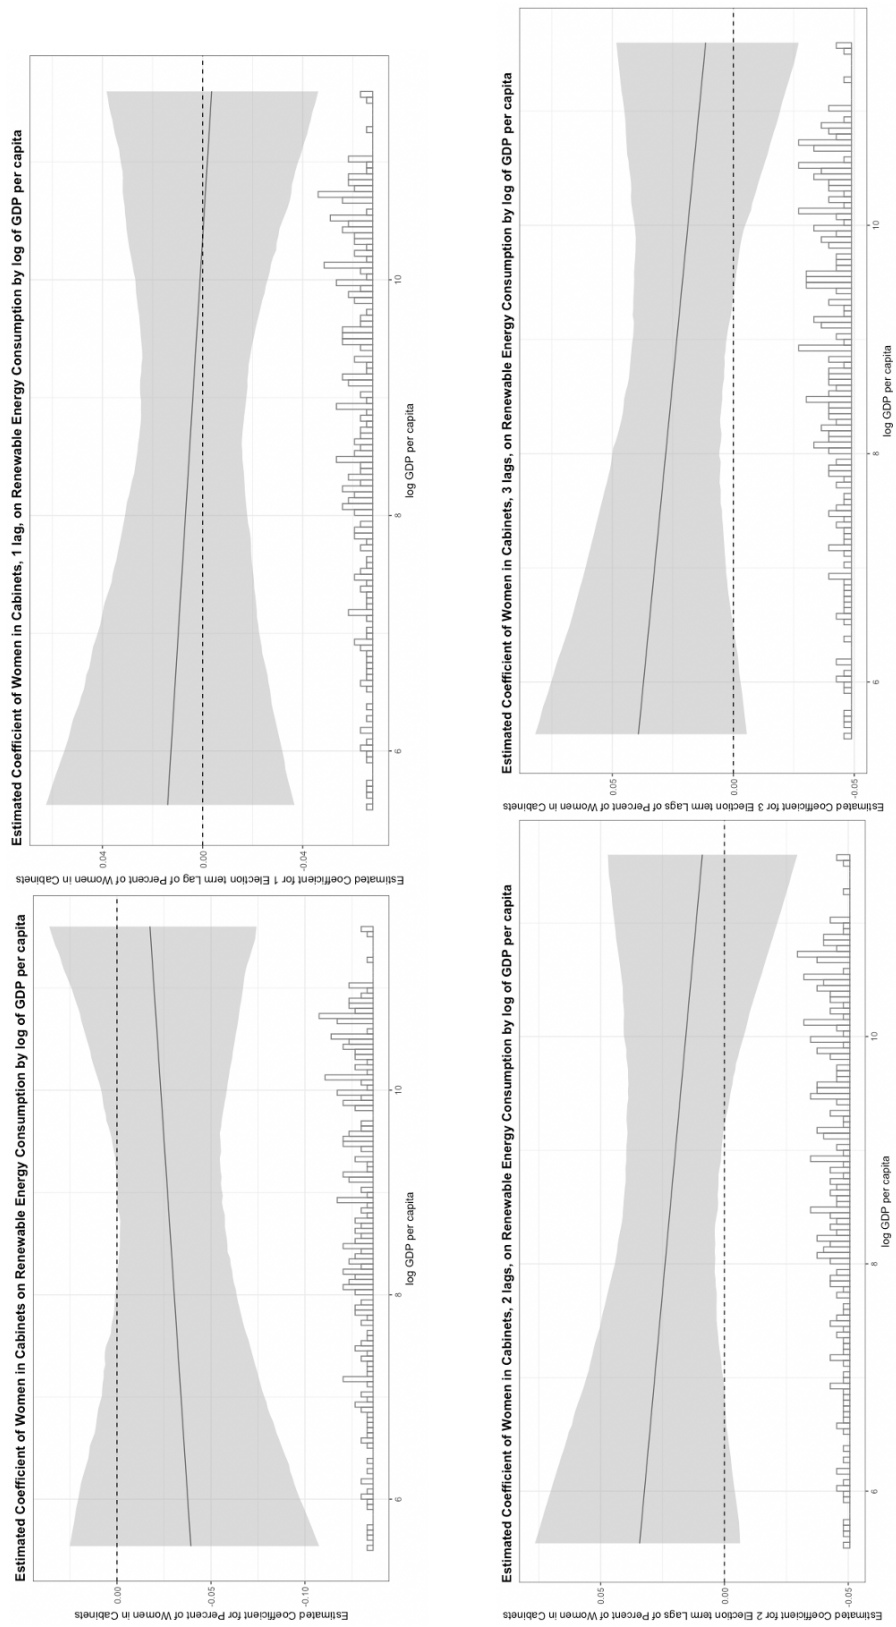 Estimated Coefficient of Women in Cabinets on Renewable Energy Consumption by log of GDP per capita
Estimated Coefficient for Percent of Women in Cabinets
0.00
-0.05
-0.10
6
8
10
log GDP per capita
Estimated Coefficient of Women in Cabinets, 1 lag, on Renewable Energy Consumption by log of GDP per capita
Estimated Coefficient for 1 Election term Lag of Percent of Women in Cabinets
0.04
0.00
-0.04
6
8
10
log GDP per capita
Estimated Coefficient of Women in Cabinets, 2 lags, on Renewable Energy Consumption by log of GDP per capita
Estimated Coefficient for 2 Election term Lags of Percent of Women in Cabinets
0.05
0.00
-0.05
6
8
10
log GDP per capita
Estimated Coefficient of Women in Cabinets, 3 lags, on Renewable Energy Consumption by log of GDP per capita
Estimated Coefficient for 3 Election term Lags of Percent of Women in Cabinets
0.05
0.00
-0.05
6
8
10
log GDP per capita